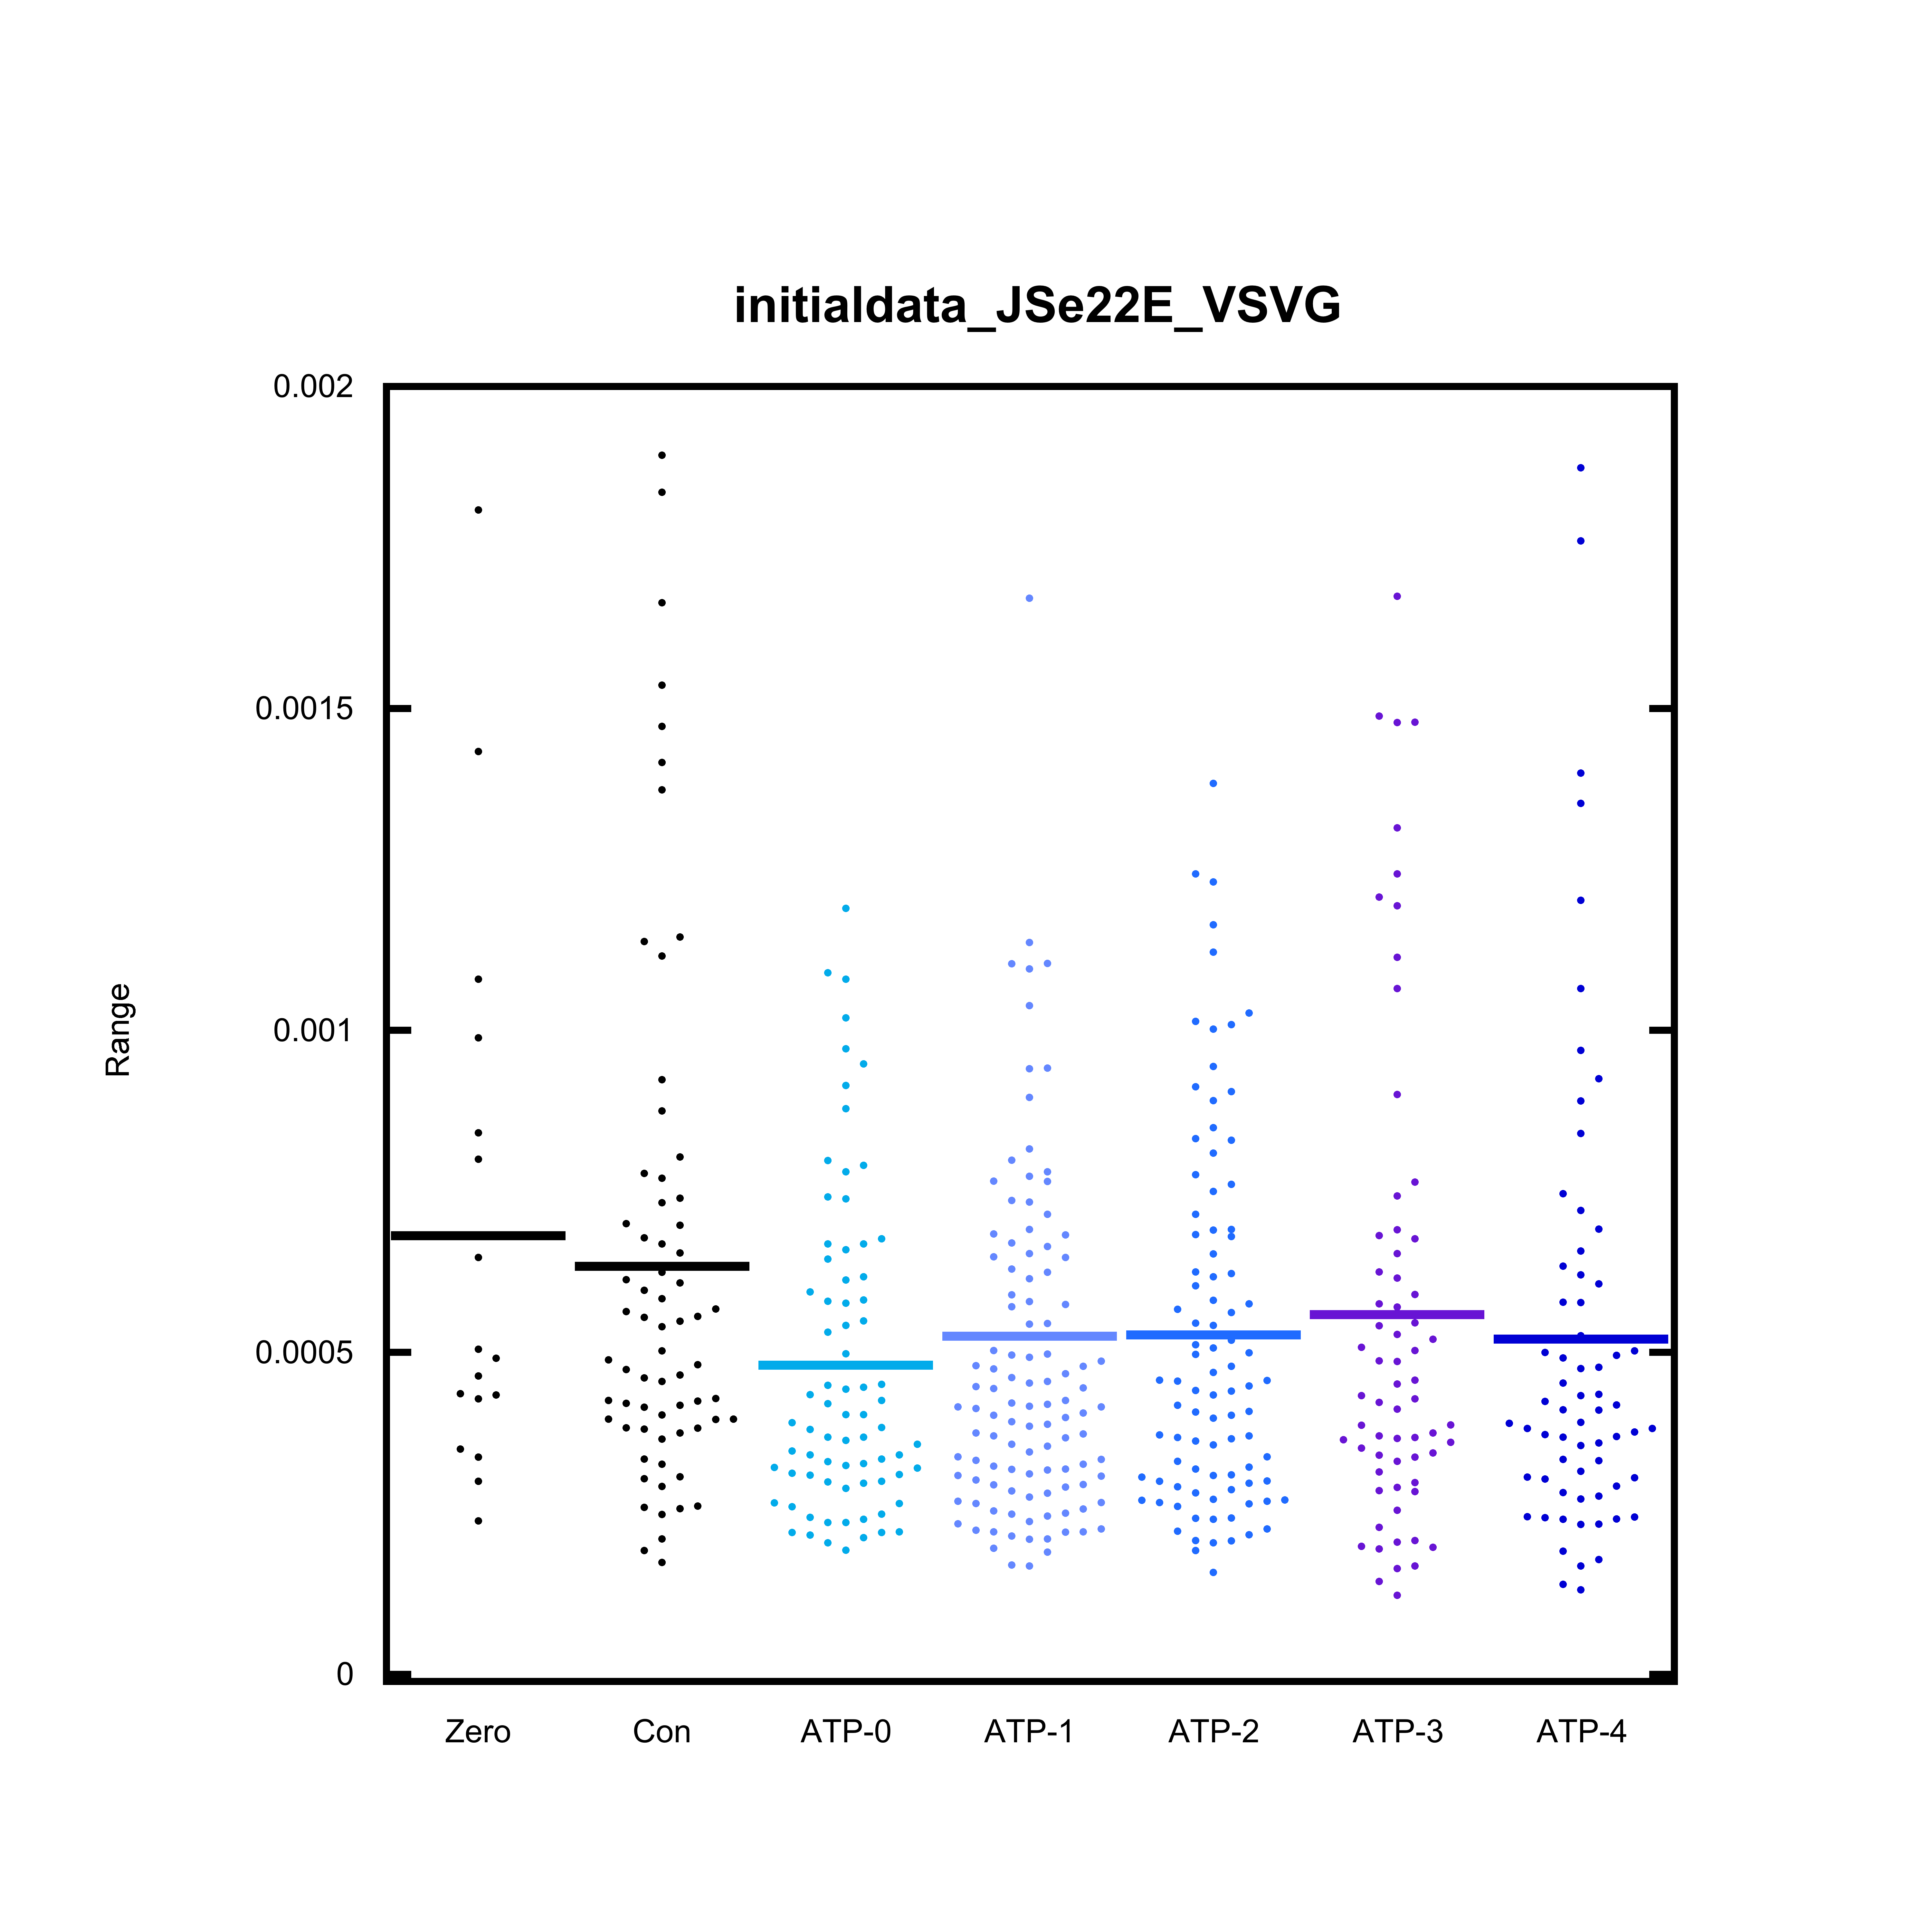 initialdata_JSe22E_VSVG
0.002
0.0015
0.001
0.0005
0
Range
Zero Con ATP-0 ATP-1 ATP-2 ATP-3 ATP-4